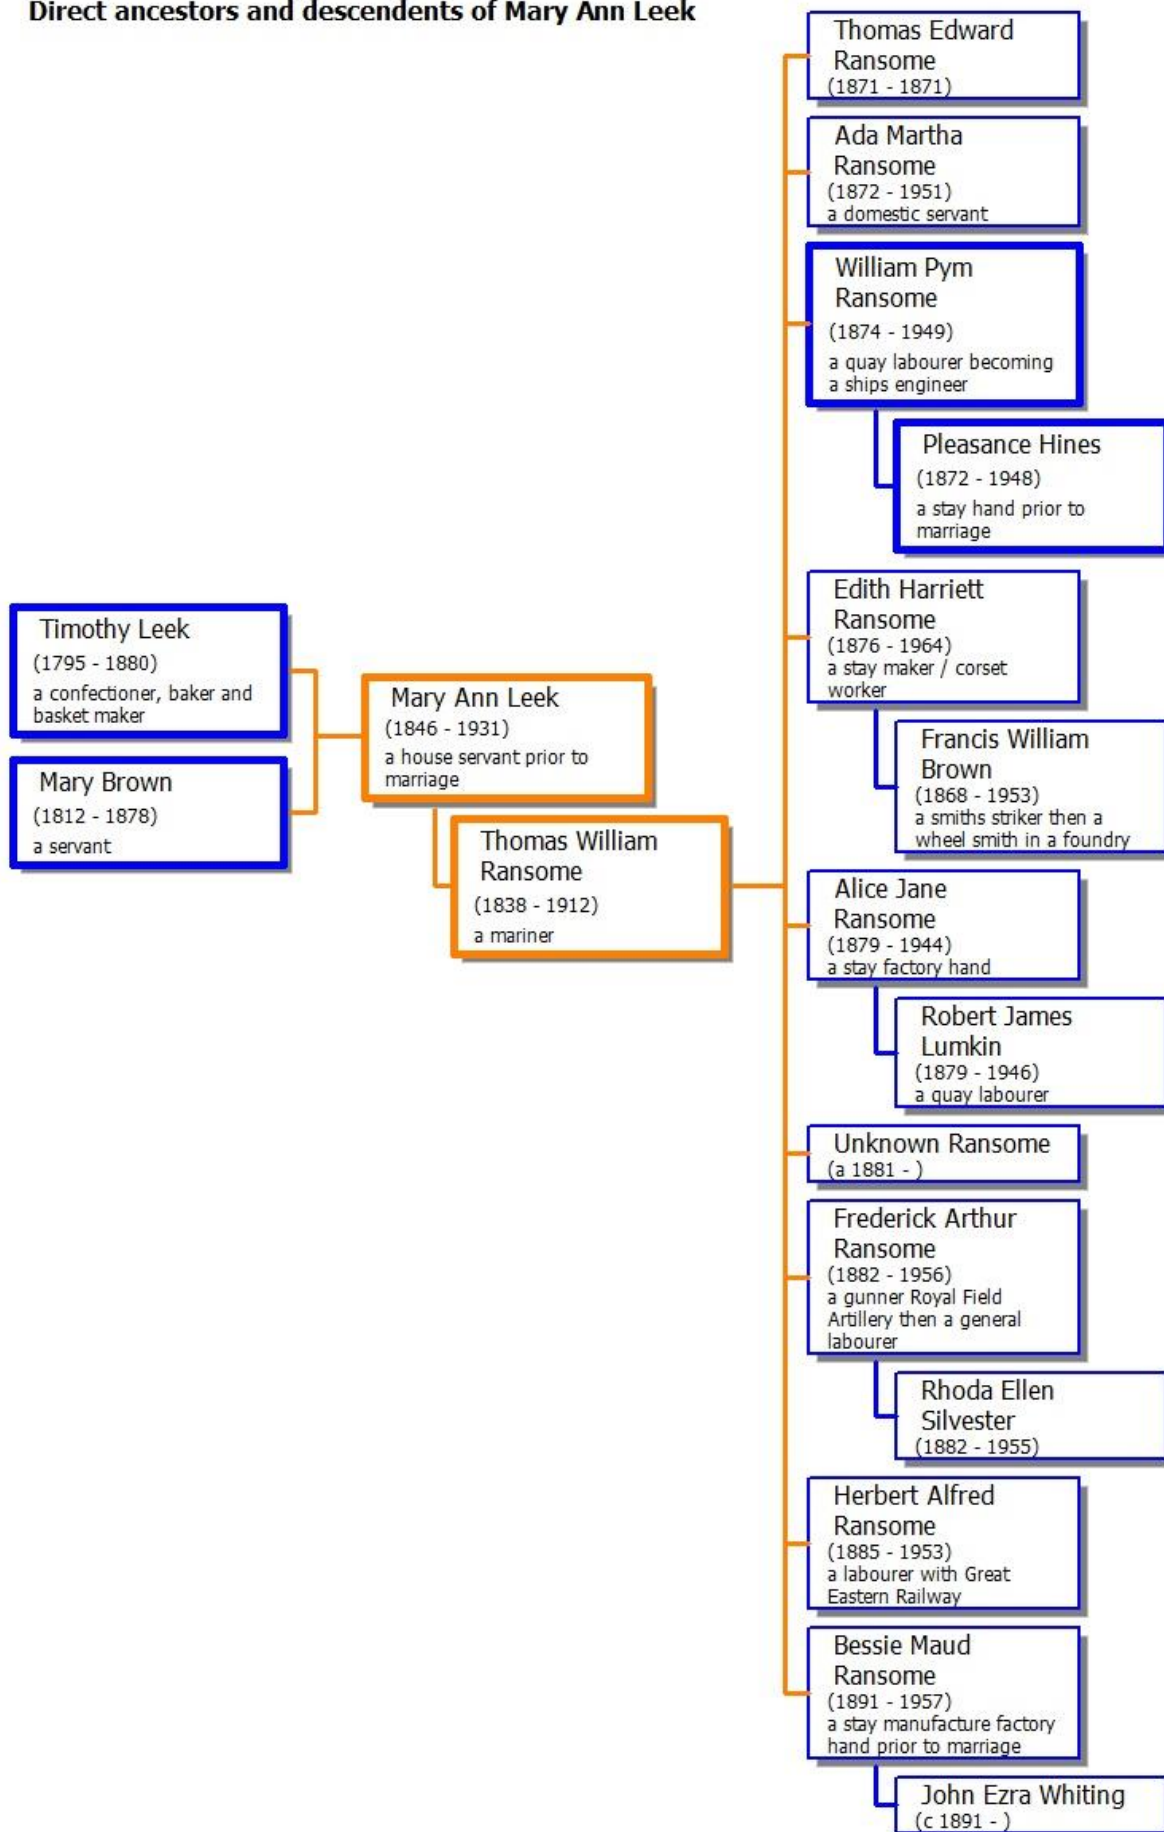 Direct ancestors and descendents of Mary Ann Leek
Timothy Leek
(1795 - 1880)
a confectioner, baker and
basket maker
Mary Brown
(1812 - 1878)
a servant
Mary Ann Leek
(1846 - 1931)
a house servant prior to
marriage
Thomas William
Ransome
(1838 - 1912)
a mariner
Thomas Edward
Ransome
(1871 - 1871)
Ada Martha
Ransome
(1872 - 1951)
a domestic servant
William Pym
Ransome
(1874 - 1949)
a quay labourer becoming
a ships engineer
Pleasance Hines
(1872 - 1948)
a stay hand prior to
marriage
Edith Harriett
Ransome
(1876 - 1964)
a stay maker / corset
worker
Francis William
Brown
(1868 - 1953)
a smiths striker then a
wheel smith in a foundry
Alice Jane
Ransome
(1879 - 1944)
a stay factory hand
Robert James
Lumkin
(1879 - 1946)
a quay labourer
Unknown Ransome
(a 1881 - )
Frederick Arthur
Ransome
(1882 - 1956)
a gunner Royal Field
Artillery then a general
labourer
Rhoda Ellen
Silvester
(1882 - 1955)
Herbert Alfred
Ransome
(1885 - 1953)
a labourer with Great
Eastern Railway
Bessie Maud
Ransome
(1891 - 1957)
a stay manufacture factory
hand prior to marriage
John Ezra Whiting
(c 1891 - )